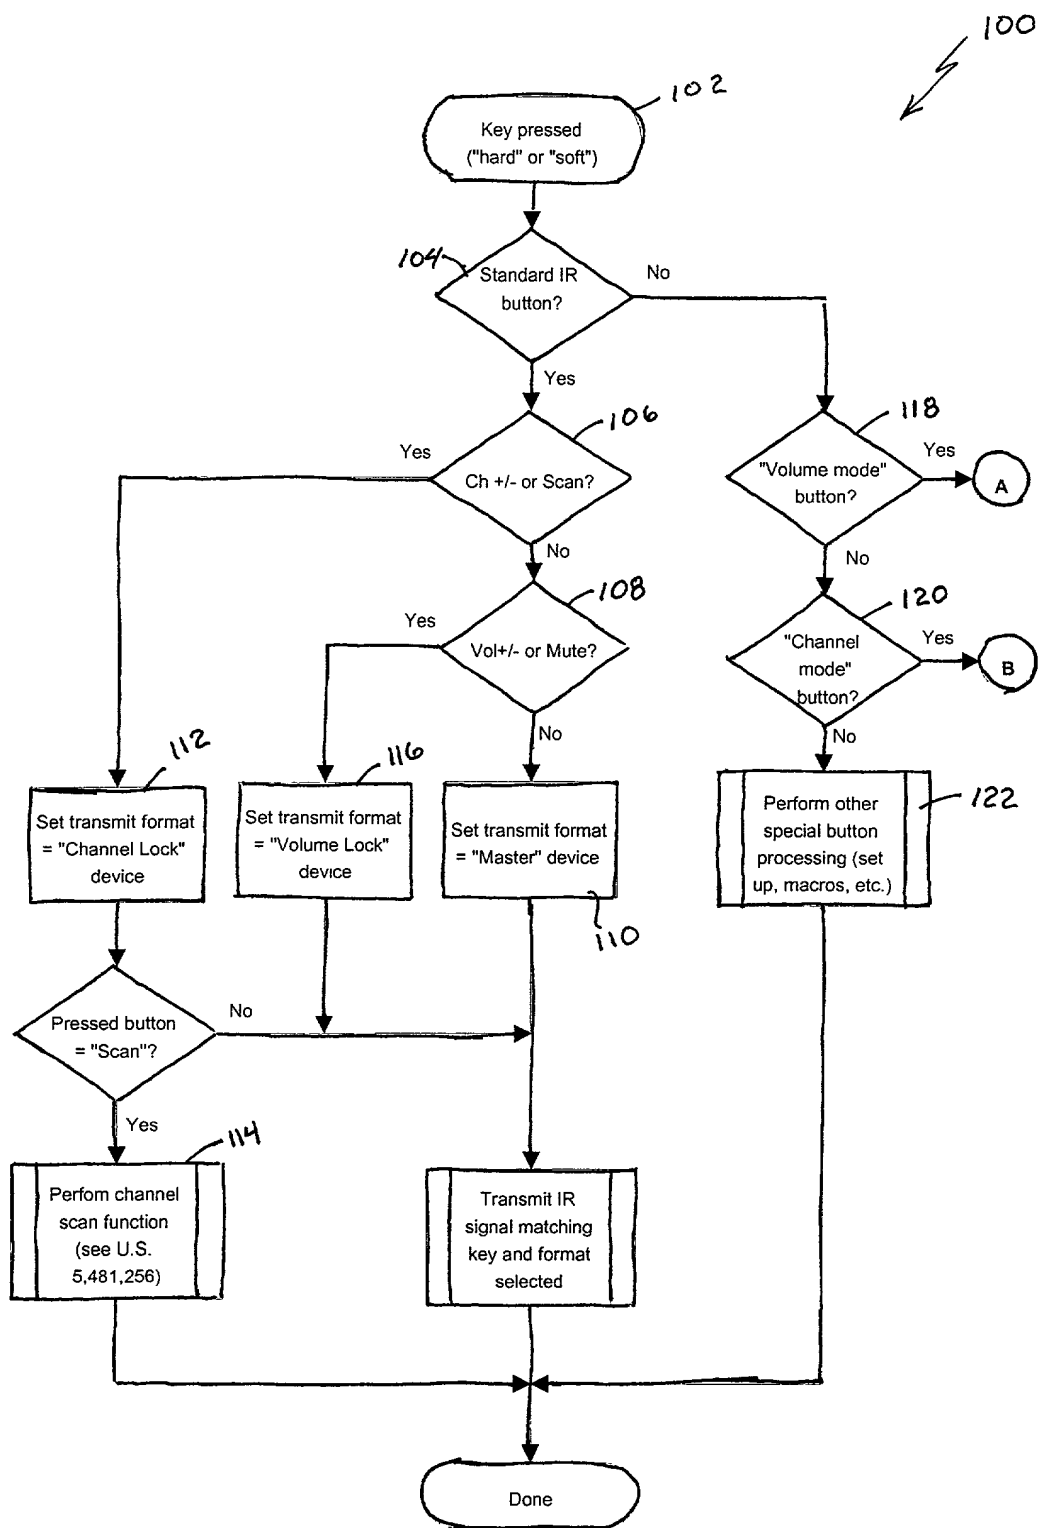 100
102
Key pressed
("hard" or "soft")
104
Standard IR
button?
No
Yes
106
Yes
Ch +/- or Scan?
No
118
"Volume mode"
button?
Yes
A
No
108
Yes
Vol+/- or Mute?
No
120
"Channel
mode"
button?
Yes
B
No
112
Set transmit format
= "Channel Lock"
device
116
Set transmit format
= "Volume Lock"
device
Set transmit format
= "Master" device
110
Perform other
special button
processing (set
up, macros, etc.)
122
Pressed button
= "Scan"?
No
Yes
114
Perfom channel
scan function
(see U.S.
5,481,256)
Transmit IR
signal matching
key and format
selected
Done